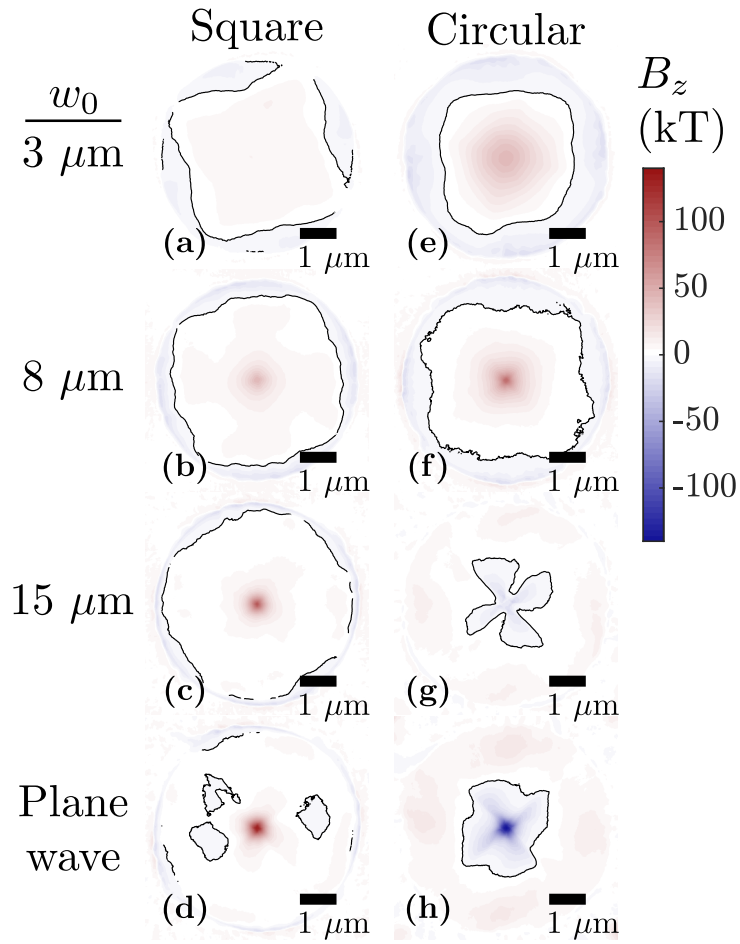 Square Circular
w₀
3 μm
B_z
(kT)
100
50
0
-50
-100
(a) 1 μm
(e) 1 μm
8 μm
(b) 1 μm
(f) 1 μm
15 μm
(c) 1 μm
(g) 1 μm
Plane
wave
(d) 1 μm
(h) 1 μm